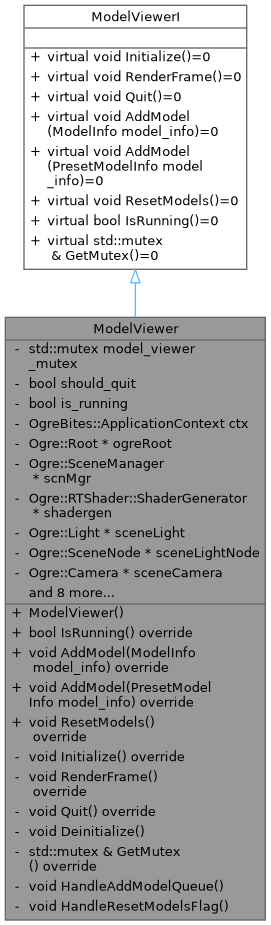 ModelViewerI
+ virtual void Initialize()=0
+ virtual void RenderFrame()=0
+ virtual void Quit()=0
+ virtual void AddModel
(ModelInfo model_info)=0
+ virtual void AddModel
(PresetModelInfo model
_info)=0
+ virtual void ResetModels()=0
+ virtual bool IsRunning()=0
+ virtual std::mutex
& GetMutex()=0
ModelViewer
- std::mutex model_viewer
_mutex
- bool should_quit
- bool is_running
- OgreBites::ApplicationContext ctx
- Ogre::Root * ogreRoot
- Ogre::SceneManager
* scnMgr
- Ogre::RTShader::ShaderGenerator
* shadergen
- Ogre::Light * sceneLight
- Ogre::SceneNode * sceneLightNode
- Ogre::Camera * sceneCamera
and 8 more...
+ ModelViewer()
+ bool IsRunning() override
+ void AddModel(ModelInfo
model_info) override
+ void AddModel(PresetModel
Info model_info) override
+ void ResetModels()
override
- void Initialize() override
- void RenderFrame()
override
- void Quit() override
- void Deinitialize()
- std::mutex & GetMutex
() override
- void HandleAddModelQueue()
- void HandleResetModelsFlag()